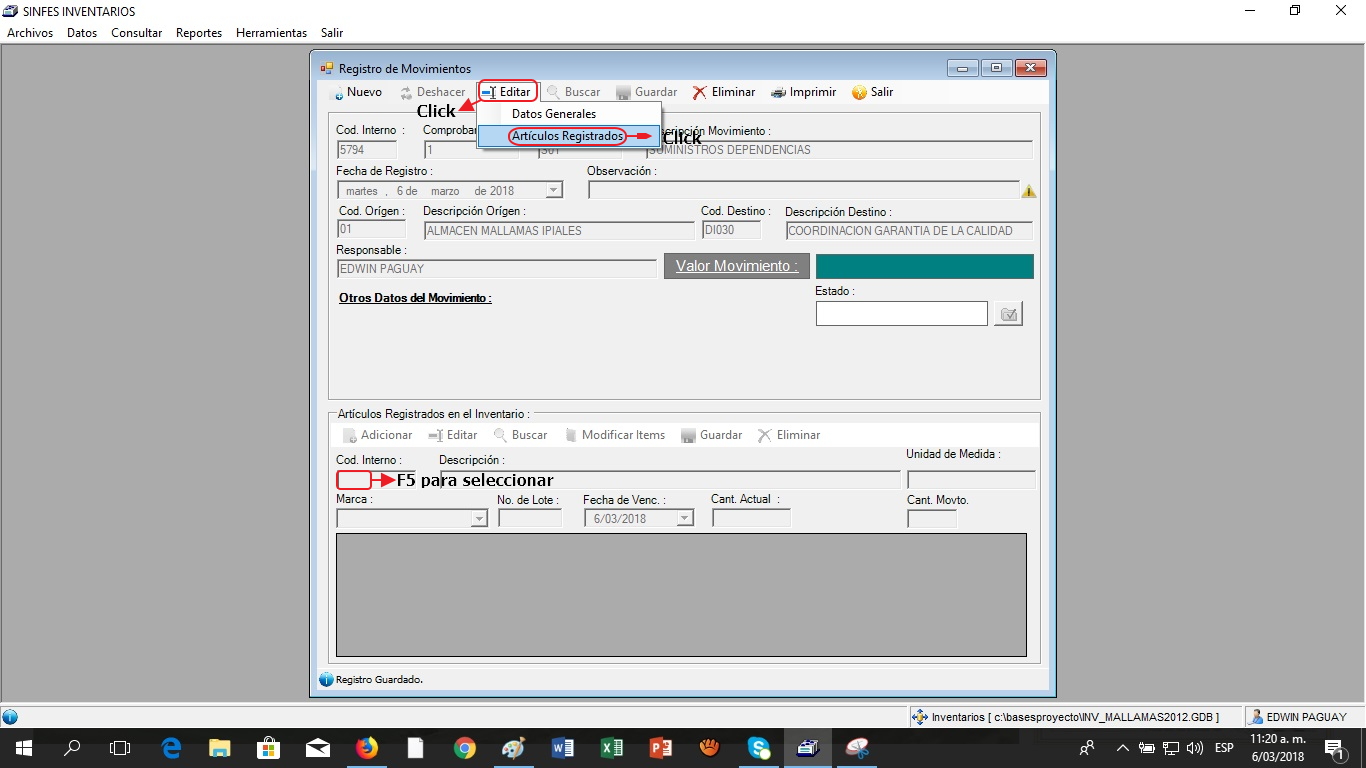 SINFES INVENTARIOS
Archivos Datos Consultar Reportes Herramientas Salir
Registro de Movimientos
Nuevo Deshacer Editar Buscar Guardar Eliminar Imprimir Salir
Click
Datos Generales
Artículos Registrados Click
Cod. Interno : Comproba ripción Movimiento :
5794 1 S01 SUMINISTROS DEPENDENCIAS
Fecha de Registro : Observación :
martes , 6 de marzo de 2018
Cod. Orígen : Descripción Orígen : Cod. Destino : Descripción Destino :
01 ALMACEN MALLAMAS IPIALES DI030 COORDINACION GARANTIA DE LA CALIDAD
Responsable :
EDWIN PAGUAY Valor Movimiento :
Otros Datos del Movimiento : Estado :
Artículos Registrados en el Inventario :
Adicionar Editar Buscar Modificar Items Guardar Eliminar
Cod. Interno : Descripción : Unidad de Medida :
F5 para seleccionar
Marca : No. de Lote : Fecha de Venc. : Cant. Actual : Cant. Movto.
6/03/2018
Registro Guardado.
Inventarios [ c:\basesproyecto\INV_MALLAMAS2012.GDB ] EDWIN PAGUAY
ESP 11:20 a. m.
6/03/2018 1